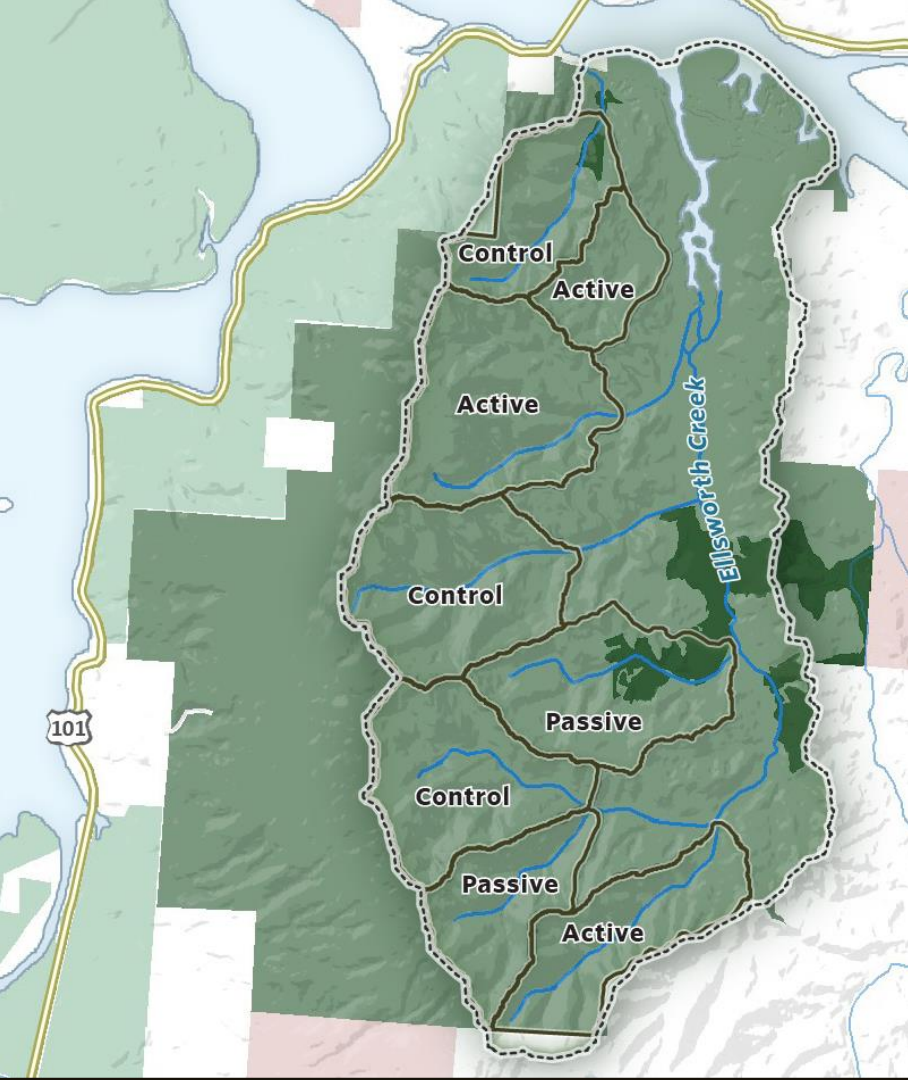 Control
Active
Active
Ellsworth Creek
Control
Passive
101
Control
Passive
Active